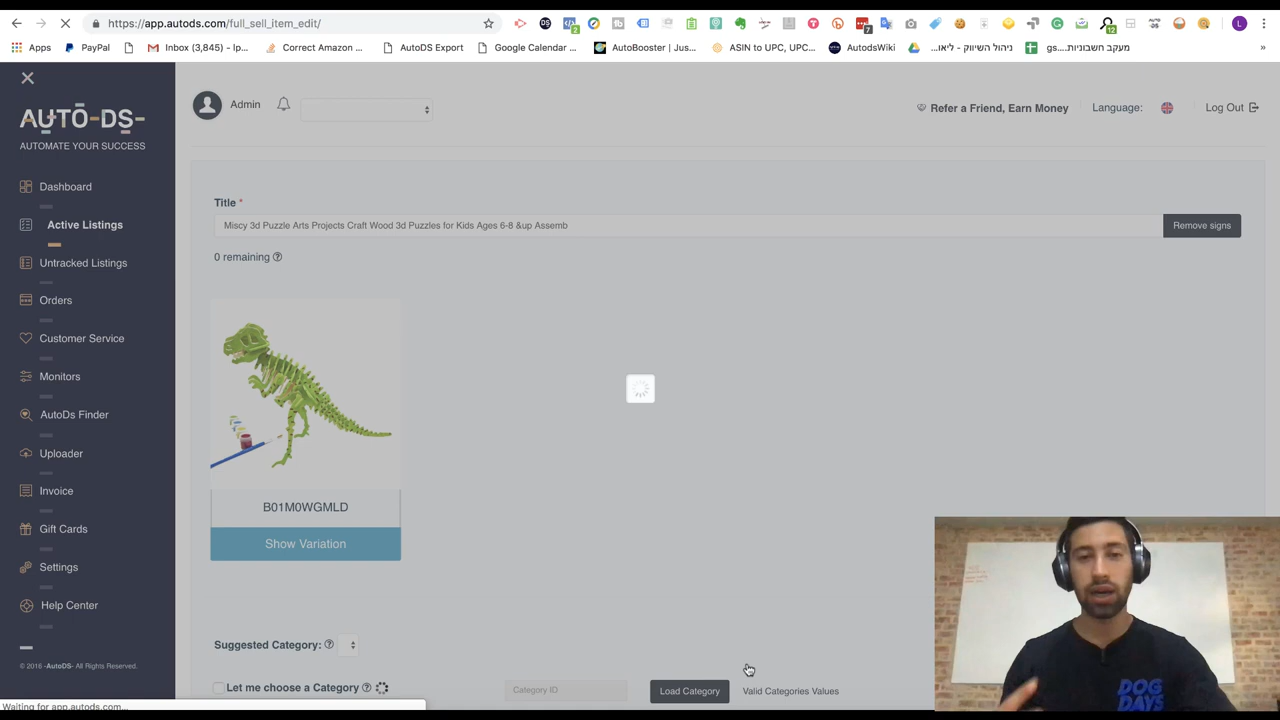 https://app.autods.com/full_sell_item_edit/
Apps
PayPal
Inbox (3,845) - lp...
Correct Amazon ...
AutoDS Export
Google Calendar ...
AutoBooster | Jus...
ASIN to UPC, UPC...
AutodsWiki
ניהול השיווק - ליאו...
מעקב חשבוניות....gs
»
AUTO-DS-
AUTOMATE YOUR SUCCESS
Dashboard
Active Listings
Untracked Listings
Orders
Customer Service
Monitors
AutoDs Finder
Uploader
Invoice
Gift Cards
Settings
Help Center
© 2016 -AutoDS- All Rights Reserved.
Admin
Refer a Friend, Earn Money
Language:
Log Out
Title *
Miscy 3d Puzzle Arts Projects Craft Wood 3d Puzzles for Kids Ages 6-8 &up Assemb
Remove signs
0 remaining
B01M0WGMLD
Show Variation
Suggested Category:
Let me choose a Category
Category ID
Load Category
Valid Categories Values
Waiting for app.autods.com...
DOG
DAYS